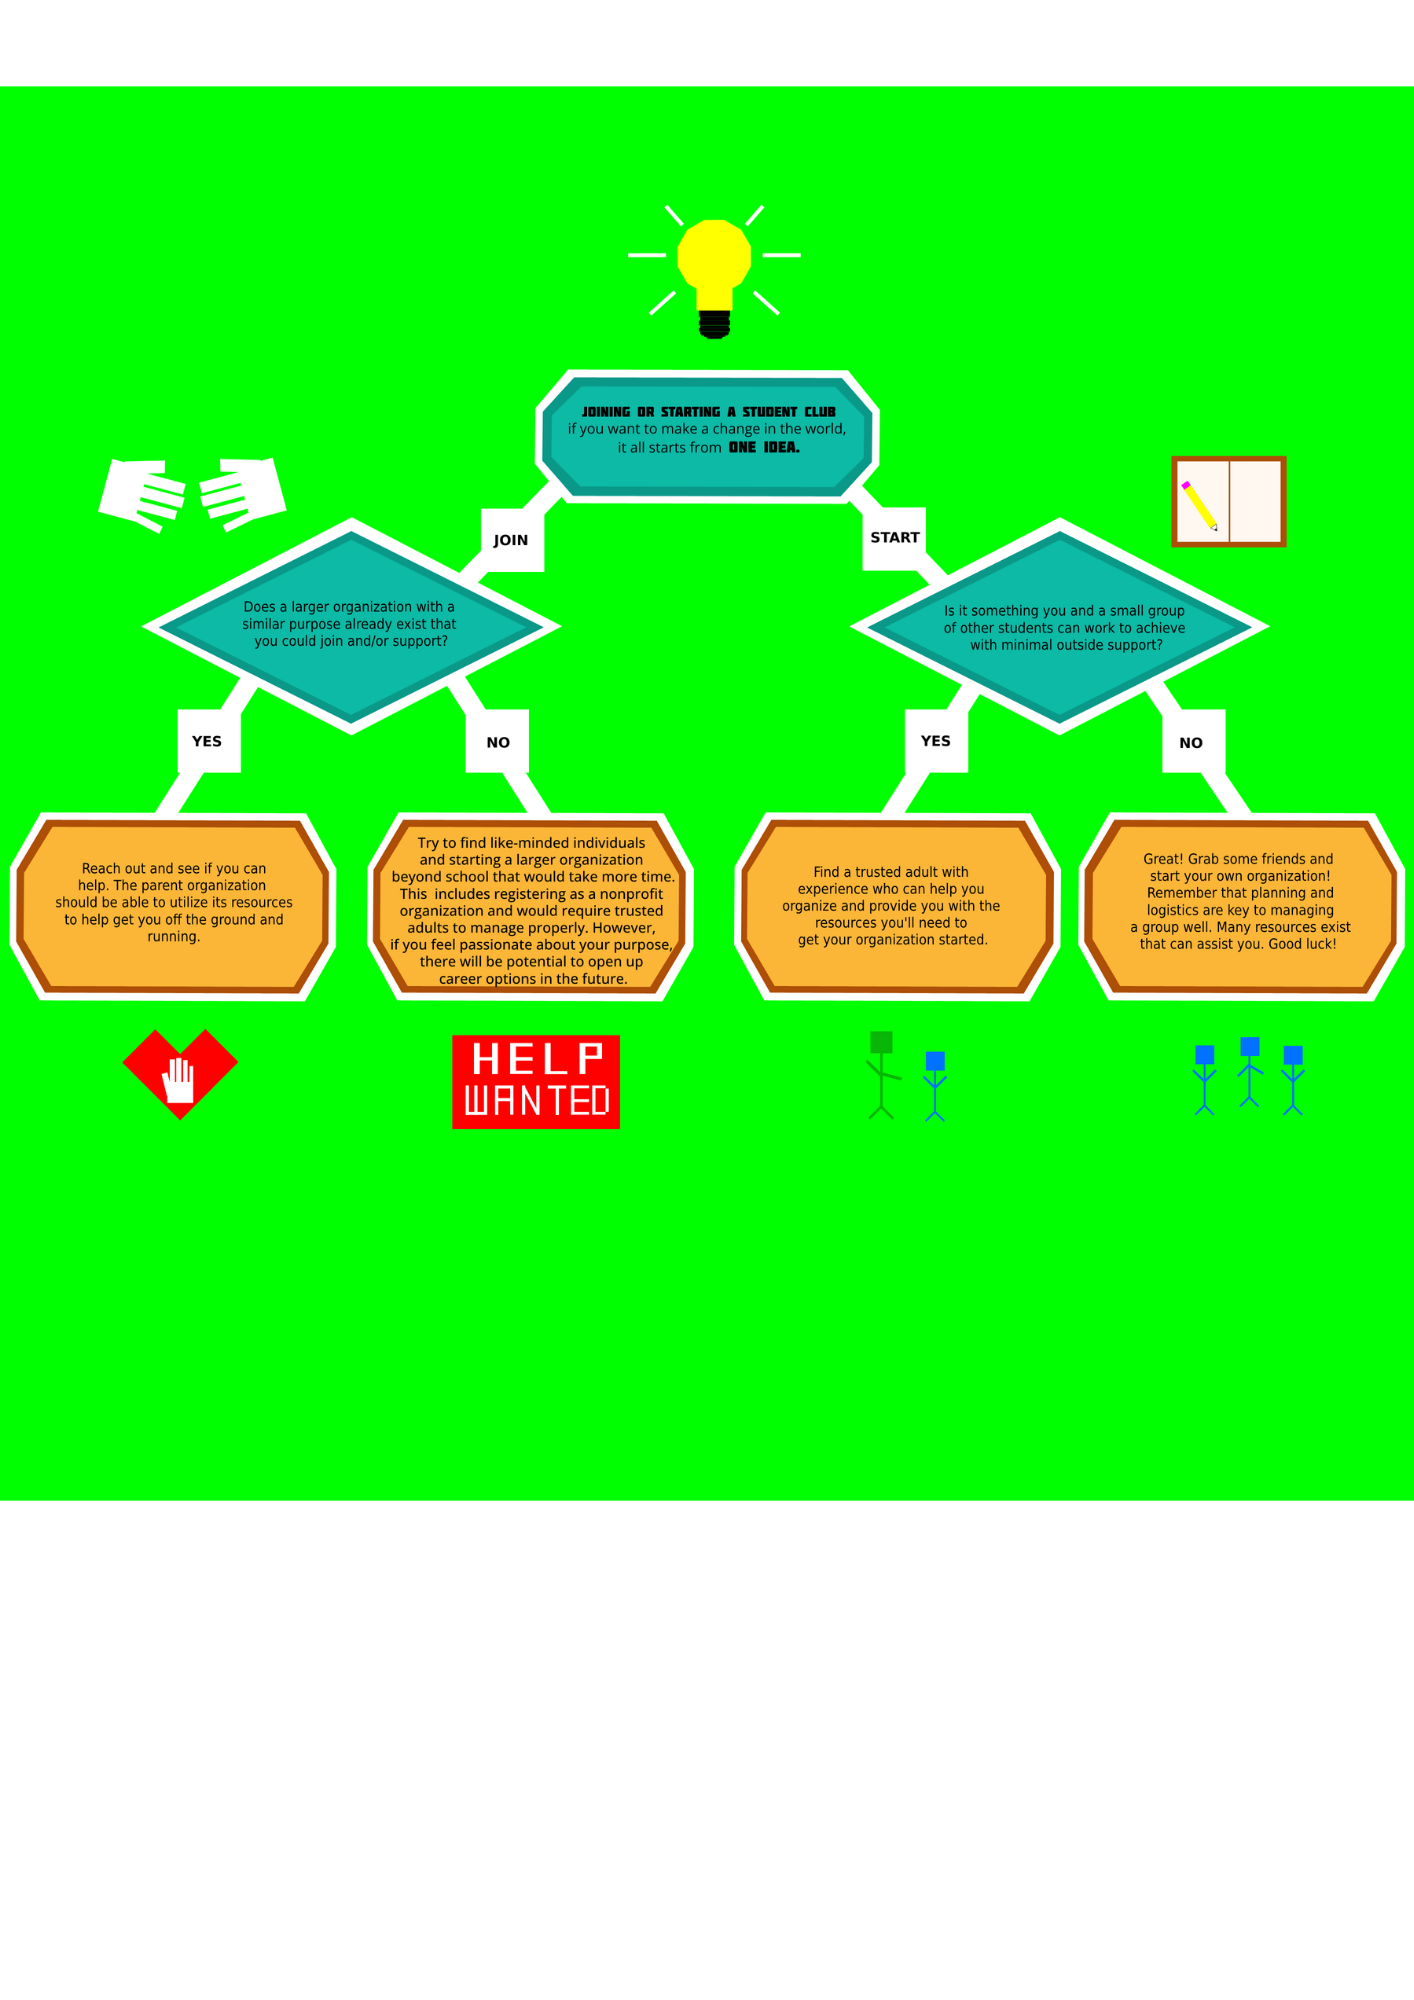 JOINING OR STARTING A STUDENT CLUB
if you want to make a change in the world,
it all starts from ONE IDEA.
JOIN
START
Does a larger organization with a
similar purpose already exist that
you could join and/or support?
Is it something you and a small group
of other students can work to achieve
with minimal outside support?
YES
NO
YES
NO
Reach out and see if you can
help. The parent organization
should be able to utilize its resources
to help get you off the ground and
running.
Try to find like-minded individuals
and starting a larger organization
beyond school that would take more time.
This includes registering as a nonprofit
organization and would require trusted
adults to manage properly. However,
if you feel passionate about your purpose,
there will be potential to open up
career options in the future.
Find a trusted adult with
experience who can help you
organize and provide you with the
resources you'll need to
get your organization started.
Great! Grab some friends and
start your own organization!
Remember that planning and
logistics are key to managing
a group well. Many resources exist
that can assist you. Good luck!
HELP
WANTED